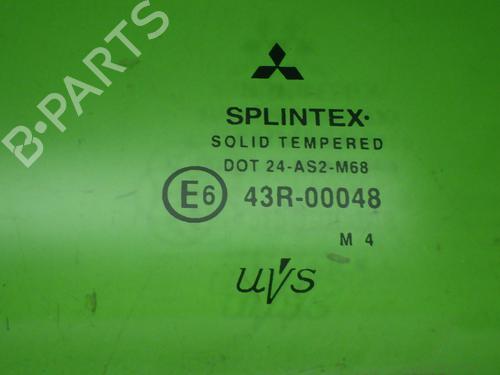 B-PARTS
SPLINTEX·
SOLID TEMPERED
DOT 24-AS2-M68
E6 43R-00048
M 4
UVS